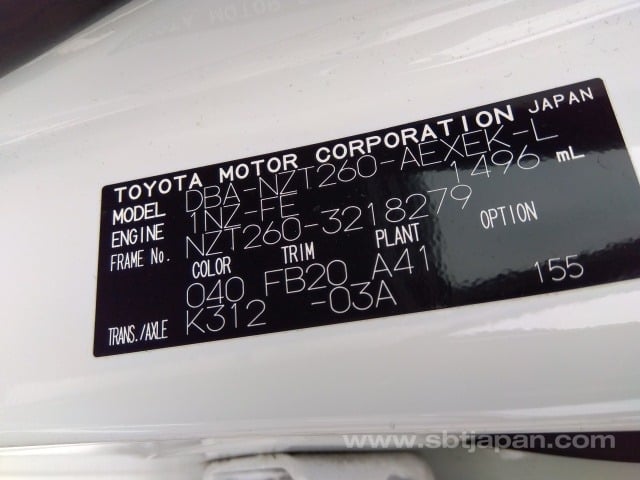 TOYOTA MOTOR CORPORATION JAPAN
MODEL DBA-NZT260-AEXEK-L
ENGINE 1NZ-FE 1496 mL
FRAME No. NZT260-3218279
COLOR TRIM PLANT OPTION
040 FB20 A41 155
TRANS./AXLE K312 -03A
www.sbtjapan.com